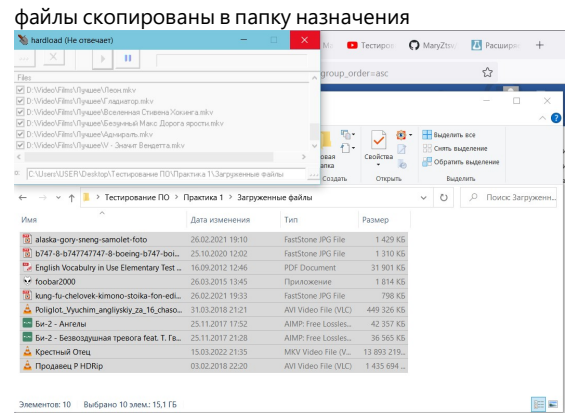 файлы скопированы в папку назначения
hardload (Не отвечает)
Тестиров
MaryZtsv/
Расшире
group_order=asc
Files
D:\Video\Films\Лучшее\Леон.mkv
D:\Video\Films\Лучшее\Гладиатор.mkv
D:\Video\Films\Лучшее\Вселенная Стивена Хокинга.mkv
D:\Video\Films\Лучшее\Безумный Макс Дорога ярости.mkv
D:\Video\Films\Лучшее\Адмиралъ.mkv
D:\Video\Films\Лучшее\V - Значит Вендетта.mkv
C:\Users\USER\Desktop\Тестирование ПО\Практика 1\Загруженные файлы
...
овая
апка
Создать
Свойства
Открыть
Выделить все
Снять выделение
Обратить выделение
Выделить
Тестирование ПО > Практика 1 > Загруженные файлы
Поиск: Загруженн...
Имя Дата изменения Тип Размер
alaska-gory-sneng-samolet-foto 26.02.2021 19:10 FastStone JPG File 1 429 КБ
b747-8-b747747747-8-boeing-b747-boi... 25.10.2020 12:02 FastStone JPG File 1 310 КБ
English Vocabulry in Use Elementary Test ... 16.09.2012 12:46 PDF Document 31 901 КБ
foobar2000 26.03.2015 13:45 Приложение 1 814 КБ
kung-fu-chelovek-kimono-stoika-fon-edi... 26.02.2021 19:33 FastStone JPG File 798 КБ
Poliglot_Vyuchim_angliyskiy_za_16_chaso... 31.03.2018 21:21 AVI Video File (VLC) 449 326 КБ
Би-2 - Ангелы 25.11.2017 17:52 AIMP: Free Lossles... 42 357 КБ
Би-2 - Безвоздушная тревога feat. Т. Гв... 25.11.2017 21:28 AIMP: Free Lossles... 36 565 КБ
Крестный Отец 15.03.2022 21:35 MKV Video File (V... 13 893 219...
Продавец P HDRip 03.02.2018 22:20 AVI Video File (VLC) 1 435 694 ...
Элементов: 10 Выбрано 10 элем.: 15,1 ГБ